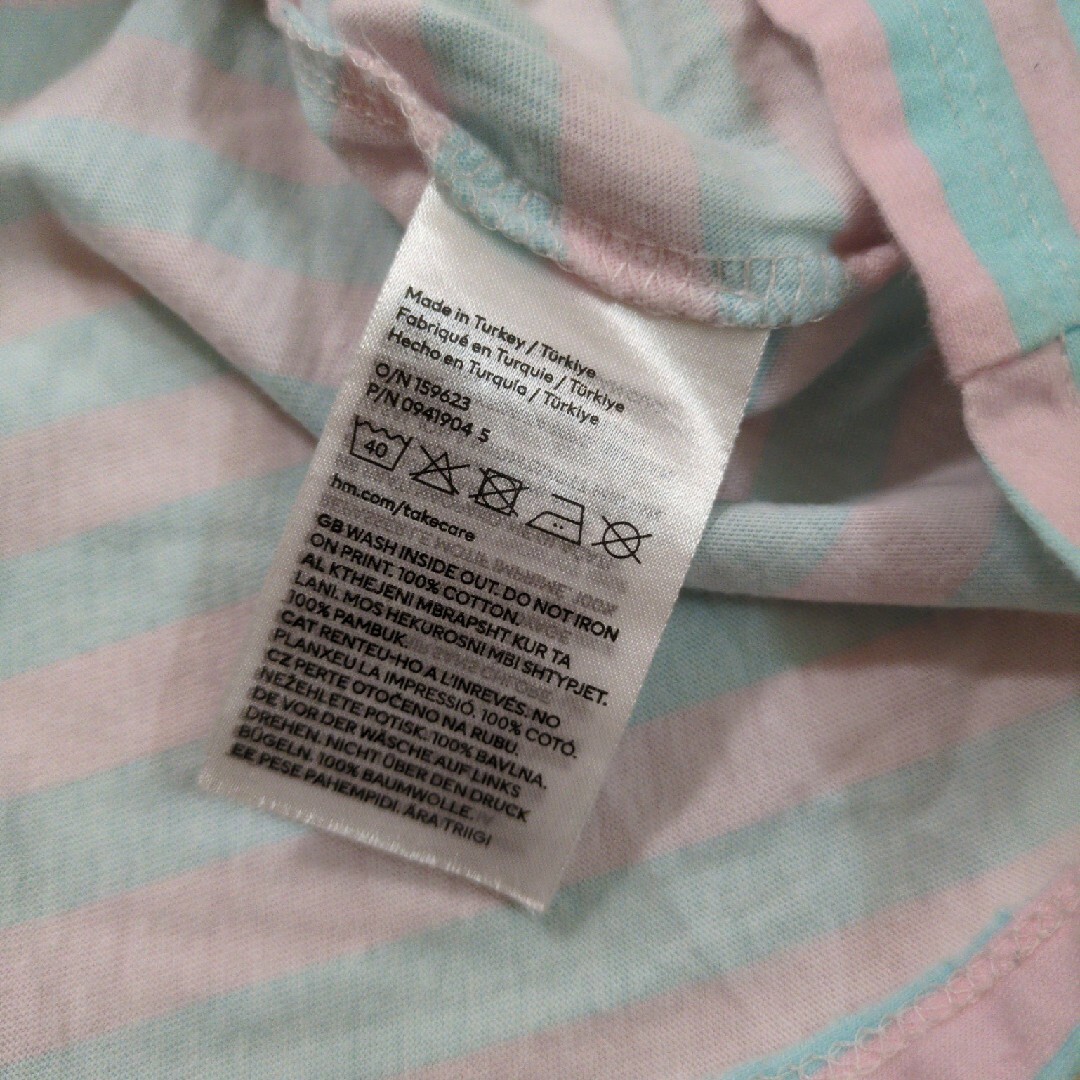 Made in Turkey / Türkiye
Fabriqué en Turquie / Türkiye
Hecho en Turquía / Türkiye
O/N 159623
P/N 0941904 5
40
hm.com/takecare
GB WASH INSIDE OUT. DO NOT IRON
ON PRINT. 100% COTTON.
AL KTHEJENI MBRAPSHT KUR TA
LANI. MOS HEKUROSNI MBI SHTYPJET.
100% PAMBUK.
CAT RENTEU-HO A L'INREVÉS. NO
PLANXEU LA IMPRESSIÓ. 100% COTÓ.
CZ PERTE OTOČENO NA RUBU.
NEŽEHLETE POTISK. 100% BAVLNA.
DE VOR DER WÄSCHE AUF LINKS
DREHEN. NICHT ÜBER DEN DRUCK
BÜGELN. 100% BAUMWOLLE.
EE PESE PAHEMPIDI. ÄRA TRIIGI